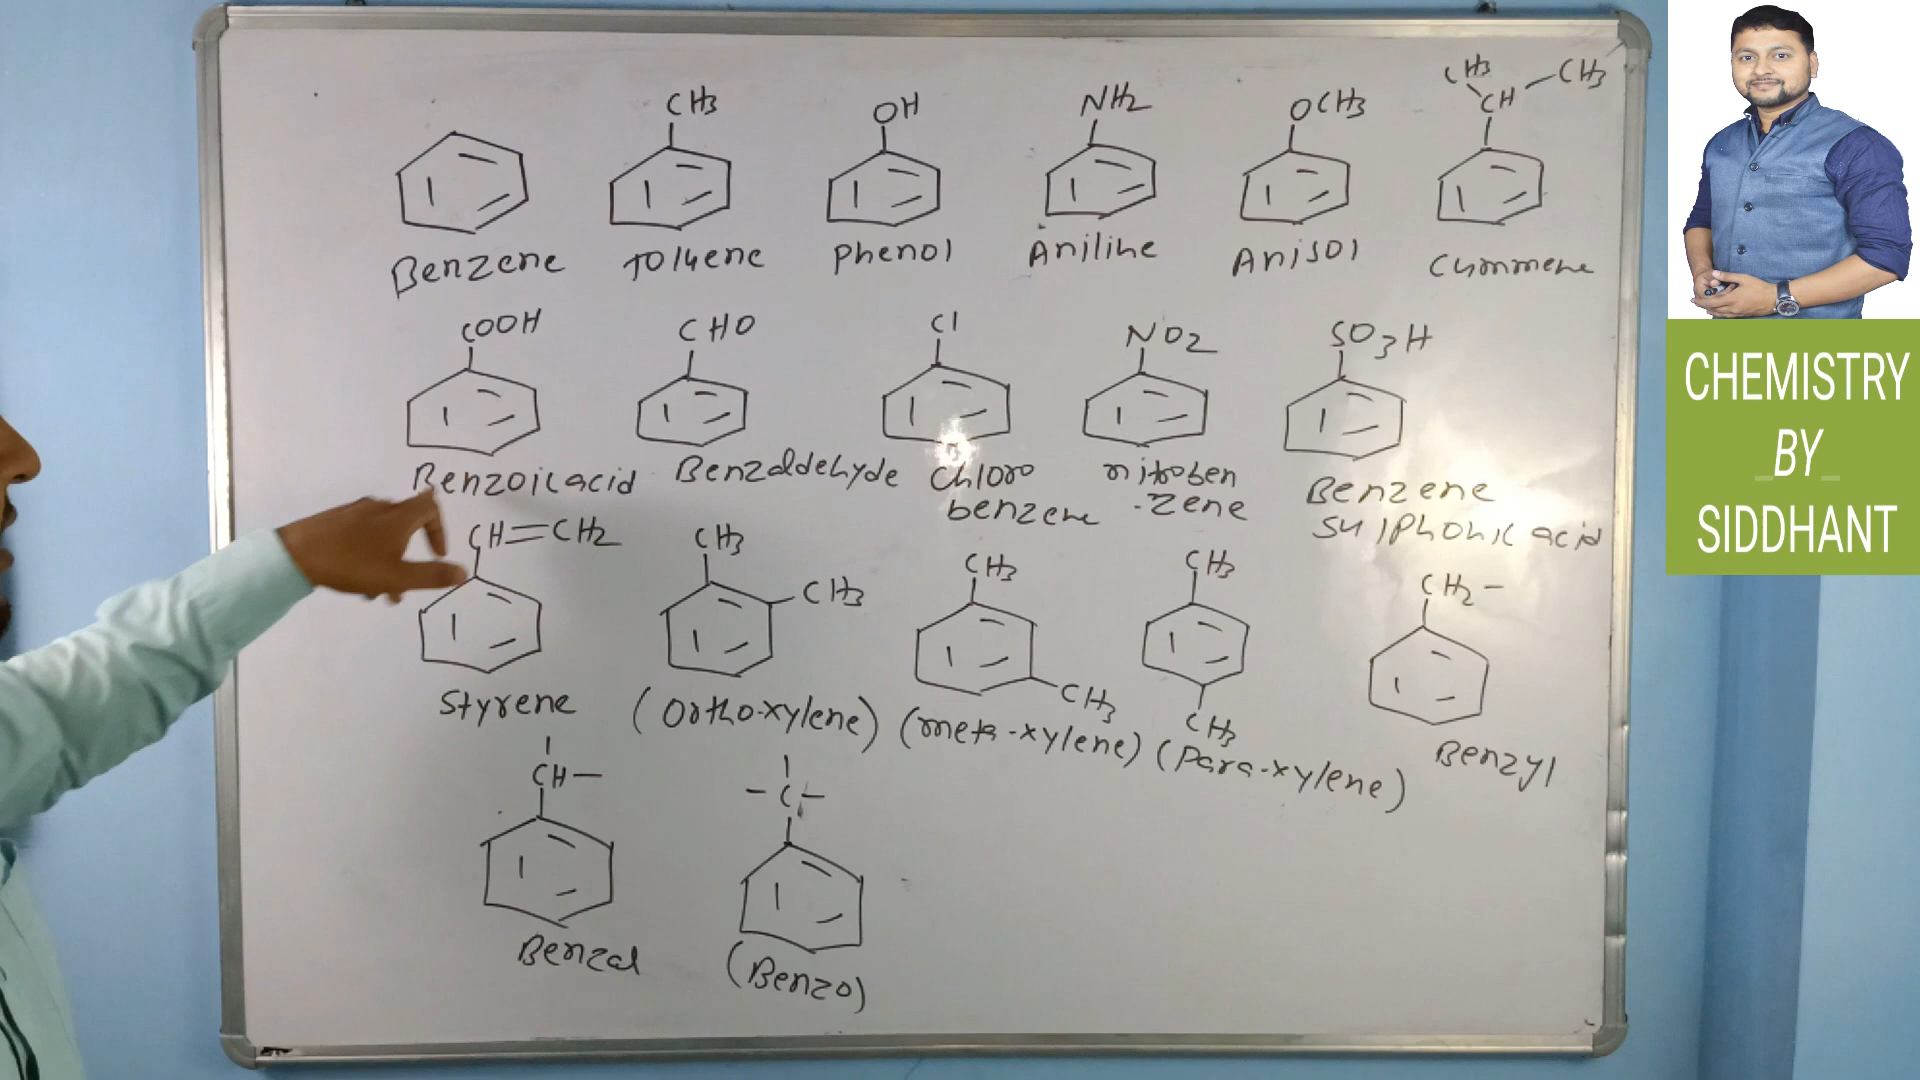 CH3 OH NH2 OCH3 CH3 CH CH3
Benzene Toluene Phenol Aniline Anisol Cummene
COOH CHO Cl NO2 SO3H
Benzoic acid Benzaldehyde Chloro nitroben Benzene
benzene -zene sulphonic acid
CH=CH2 CH3 CH3 CH3 CH3 CH2-
CH3 CH3
Styrene (Ortho-xylene) (meta-xylene) (Para-xylene) Benzyl
CH- -C-
Benzal (Benzo)
CHEMISTRY
BY
SIDDHANT